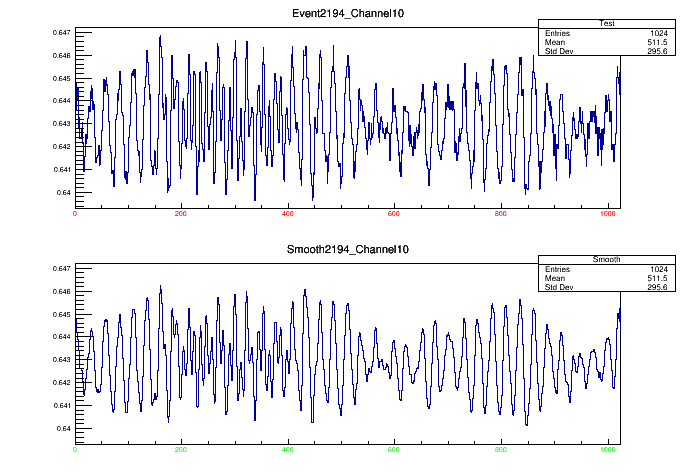 Event2194_Channel10
Test
Entries 1024
Mean 511.5
Std Dev 295.6
0.647
0.646
0.645
0.644
0.643
0.642
0.641
0.64
0 200 400 600 800 1000
Smooth2194_Channel10
Smooth
Entries 1024
Mean 511.5
Std Dev 295.6
0.647
0.646
0.645
0.644
0.643
0.642
0.641
0.64
0 200 400 600 800 1000